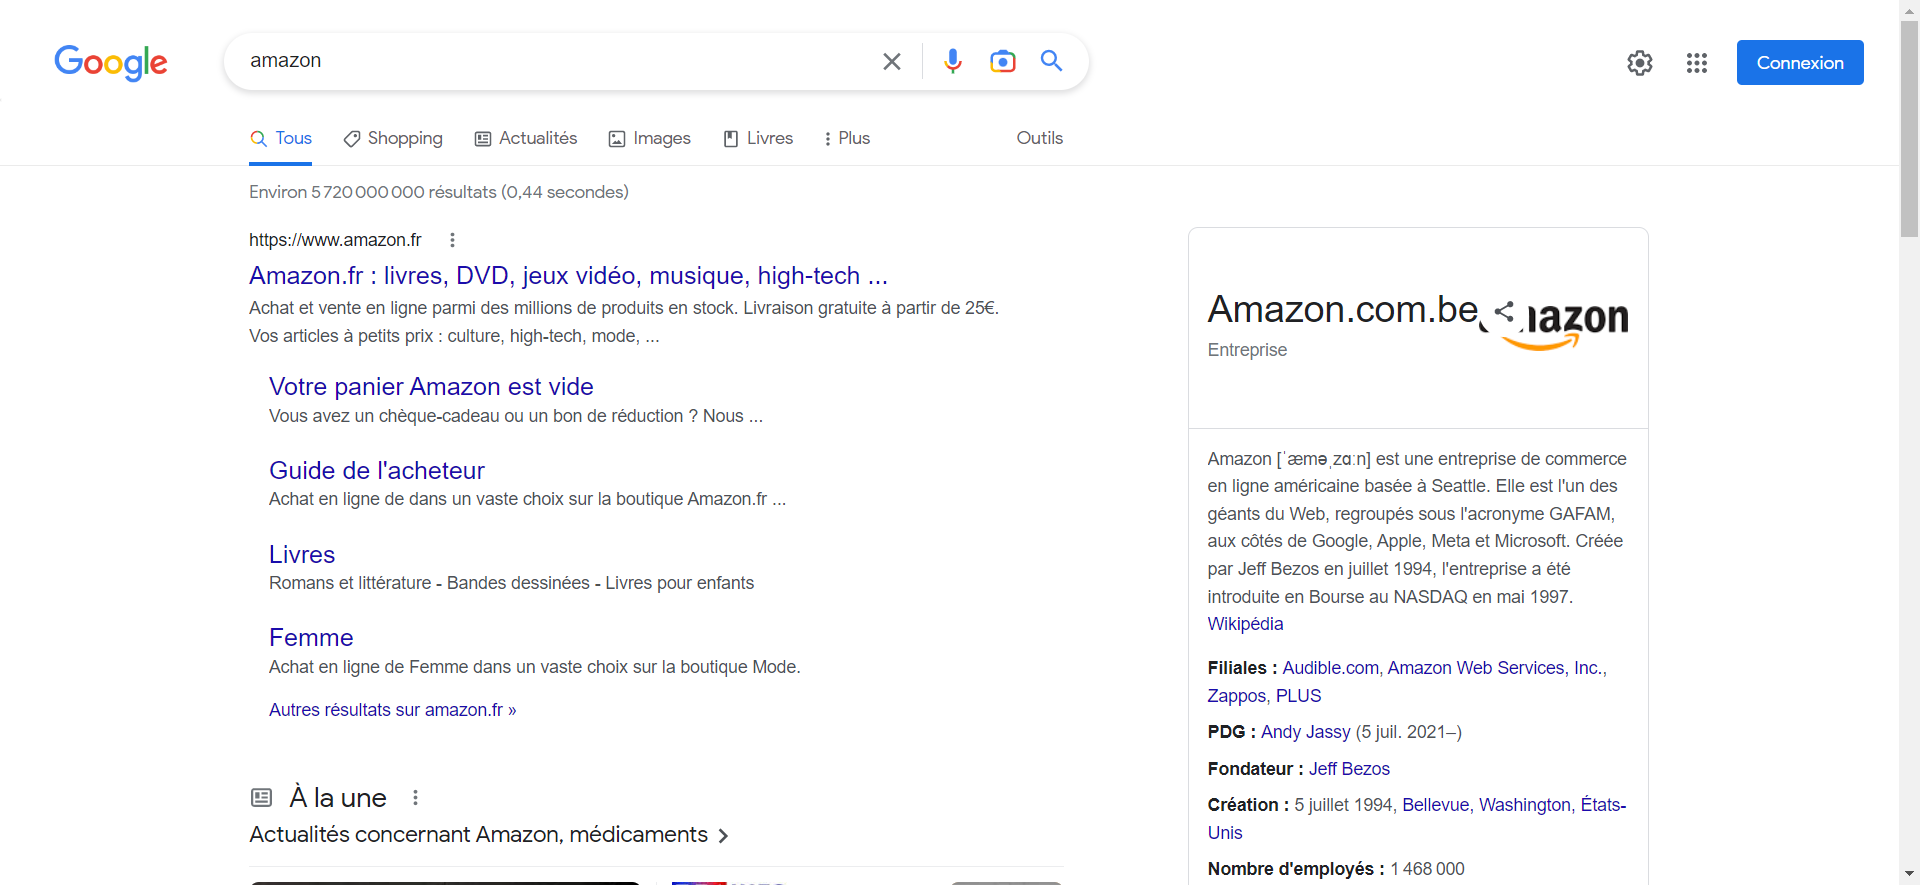 Google
amazon
Connexion
Tous
Shopping
Actualités
Images
Livres
Plus
Outils
Environ 5 720 000 000 résultats (0,44 secondes)
https://www.amazon.fr
Amazon.fr : livres, DVD, jeux vidéo, musique, high-tech ...
Achat et vente en ligne parmi des millions de produits en stock. Livraison gratuite à partir de 25€.
Vos articles à petits prix : culture, high-tech, mode, ...
Votre panier Amazon est vide
Vous avez un chèque-cadeau ou un bon de réduction ? Nous ...
Guide de l'acheteur
Achat en ligne de dans un vaste choix sur la boutique Amazon.fr ...
Livres
Romans et littérature - Bandes dessinées - Livres pour enfants
Femme
Achat en ligne de Femme dans un vaste choix sur la boutique Mode.
Autres résultats sur amazon.fr »
À la une
Actualités concernant Amazon, médicaments
Amazon.com.be
Entreprise
Amazon [ˈæməˌzɑːn] est une entreprise de commerce
en ligne américaine basée à Seattle. Elle est l'un des
géants du Web, regroupés sous l'acronyme GAFAM,
aux côtés de Google, Apple, Meta et Microsoft. Créée
par Jeff Bezos en juillet 1994, l'entreprise a été
introduite en Bourse au NASDAQ en mai 1997.
Wikipédia
Filiales : Audible.com, Amazon Web Services, Inc.,
Zappos, PLUS
PDG : Andy Jassy (5 juil. 2021–)
Fondateur : Jeff Bezos
Création : 5 juillet 1994, Bellevue, Washington, États-
Unis
Nombre d'employés : 1 468 000